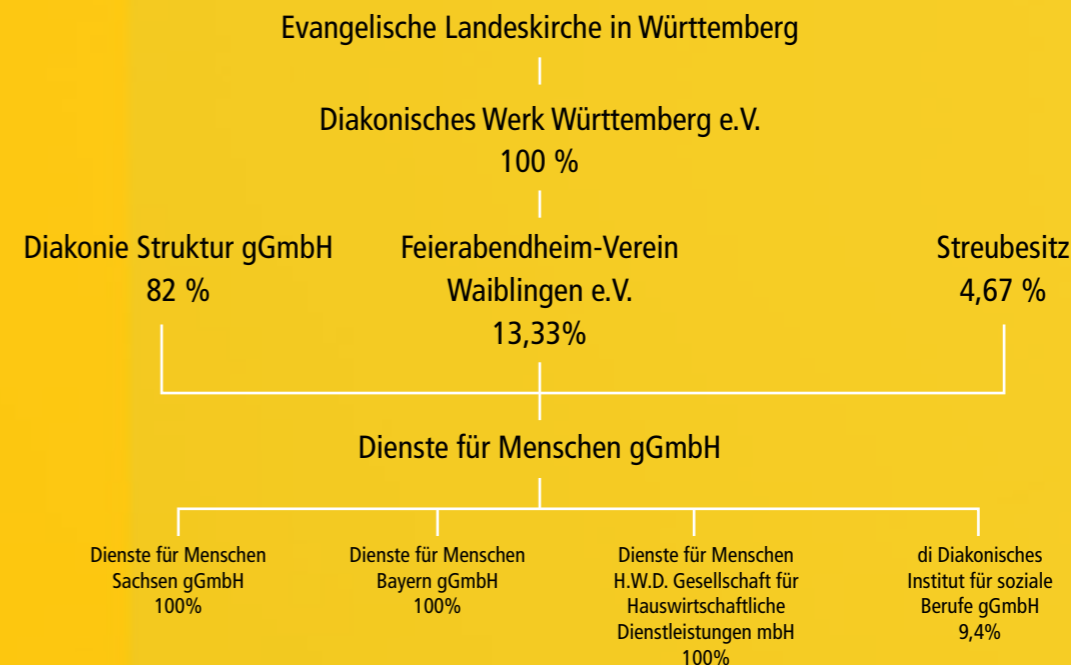 Evangelische Landeskirche in Württemberg
Diakonisches Werk Württemberg e.V.
100 %
Diakonie Struktur gGmbH
82 %
Feierabendheim-Verein
Waiblingen e.V.
13,33%
Streubesitz
4,67 %
Dienste für Menschen gGmbH
Dienste für Menschen
Sachsen gGmbH
100%
Dienste für Menschen
Bayern gGmbH
100%
Dienste für Menschen
H.W.D. Gesellschaft für
Hauswirtschaftliche
Dienstleistungen mbH
100%
di Diakonisches
Institut für soziale
Berufe gGmbH
9,4%